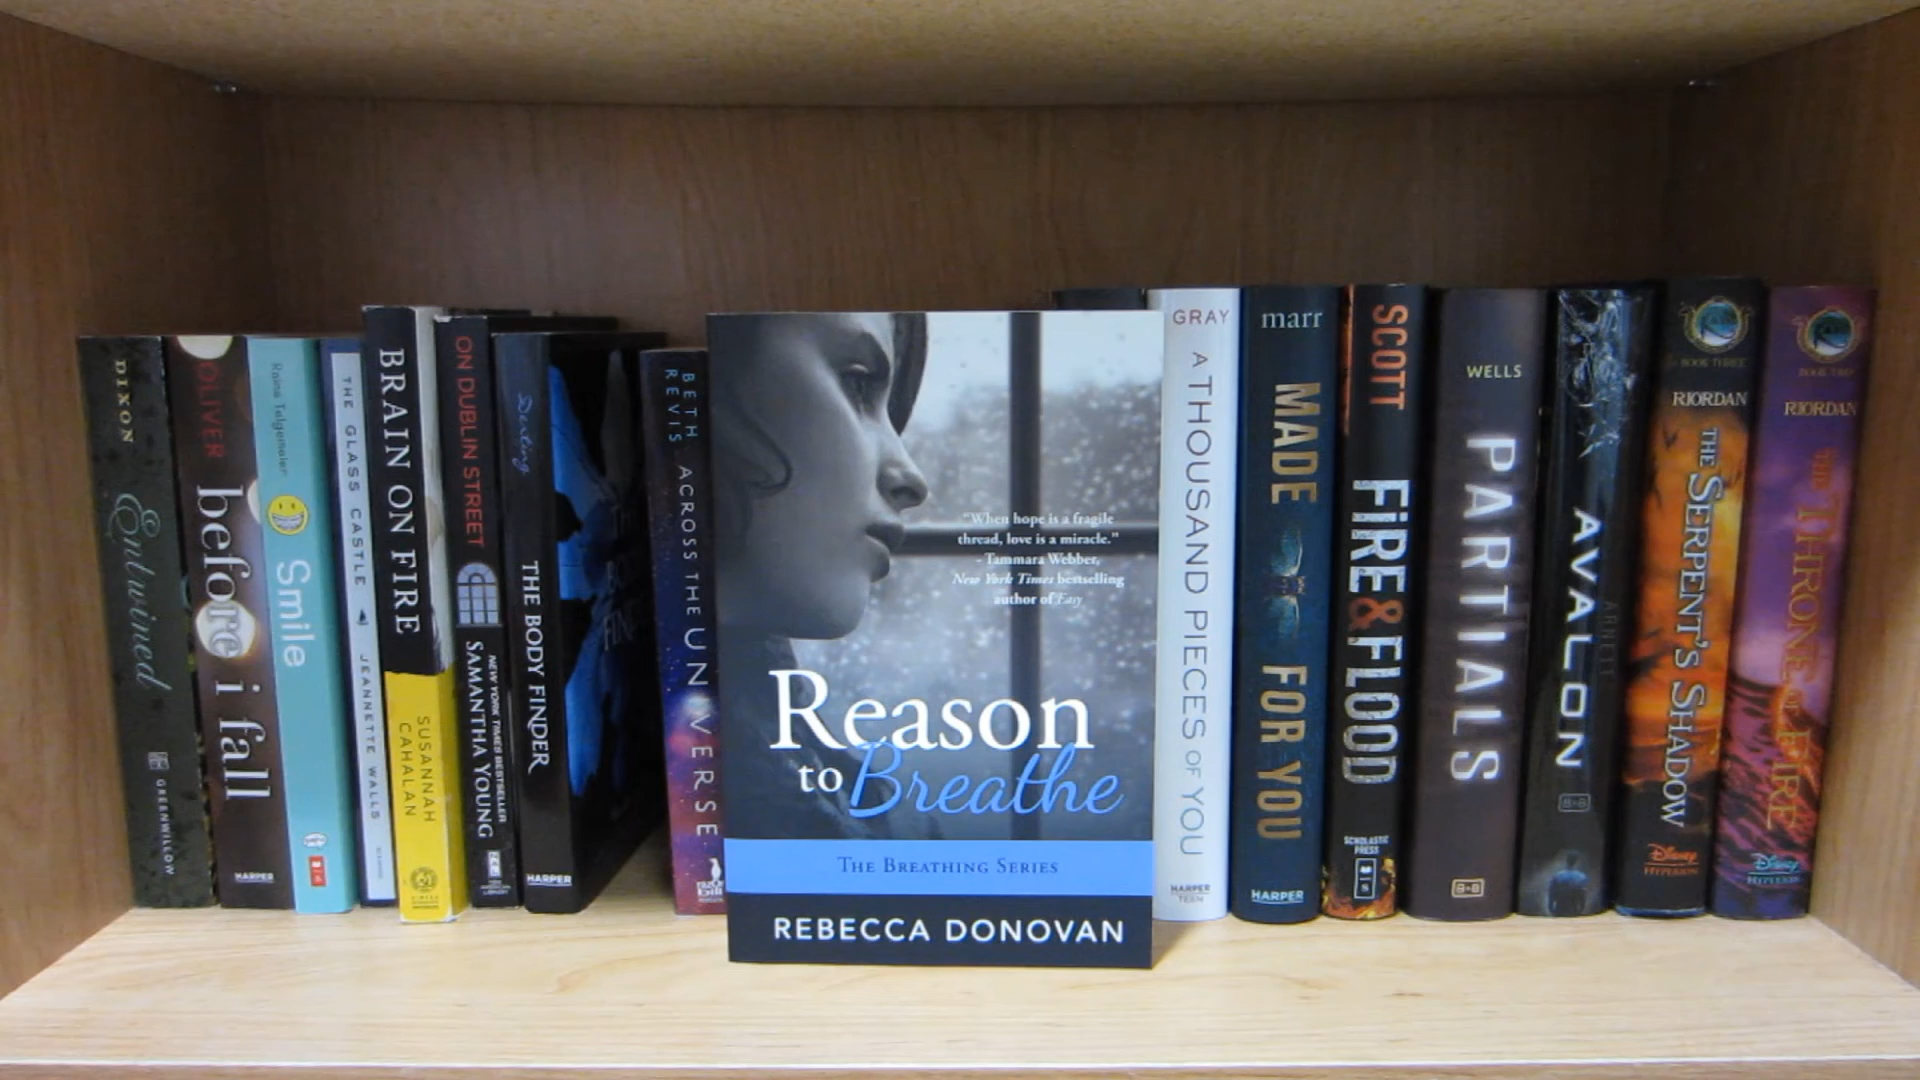 DIXON
Entwined
GREENWILLOW
OLIVER
before i fall
HARPER
Raina Telgemeier
Smile
THE GLASS CASTLE
JEANNETTE WALLS
BRAIN ON FIRE
SUSANNAH
CAHALAN
ON DUBLIN STREET
NEW YORK TIMES BESTSELLER
SAMANTHA YOUNG
Derting
THE BODY FINDER
HARPER
BETH
REVIS
ACROSS THE UNIVERSE
"When hope is a fragile
thread, love is a miracle."
- Tammara Webber,
New York Times bestselling
author of Easy
Reason
to Breathe
THE BREATHING SERIES
REBECCA DONOVAN
GRAY
A THOUSAND PIECES OF YOU
HARPER
TEEN
marr
MADE FOR YOU
HARPER
SCOTT
FIRE & FLOOD
SCHOLASTIC
PRESS
WELLS
PARTIALS
B+B
AVALON
ARNETT
B+B
BOOK THREE
RIORDAN
THE SERPENT'S SHADOW
Disney
HYPERION
BOOK TWO
RIORDAN
THE THRONE OF FIRE
Disney
HYPERION